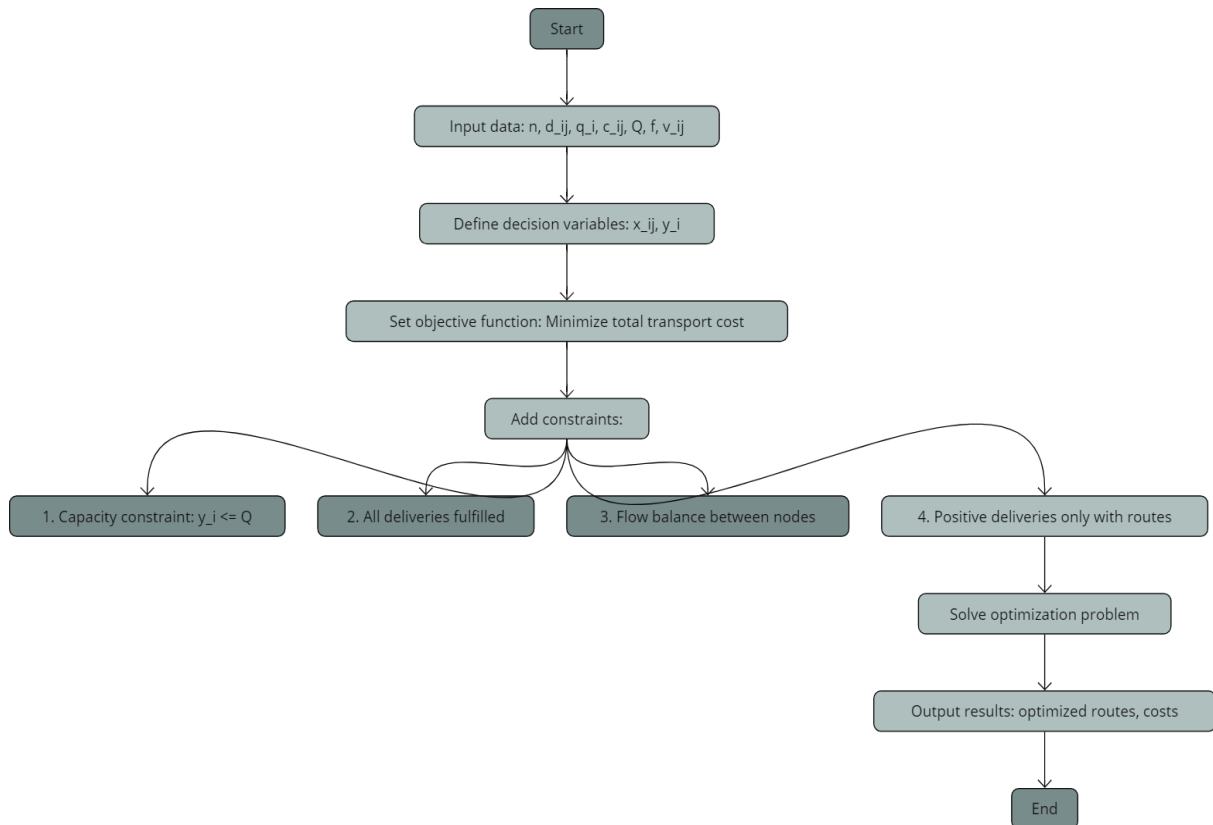 Start
Input data: n, d_ij, q_i, c_ij, Q, f, v_ij
Define decision variables: x_ij, y_i
Set objective function: Minimize total transport cost
Add constraints:
1. Capacity constraint: y_i <= Q
2. All deliveries fulfilled
3. Flow balance between nodes
4. Positive deliveries only with routes
Solve optimization problem
Output results: optimized routes, costs
End